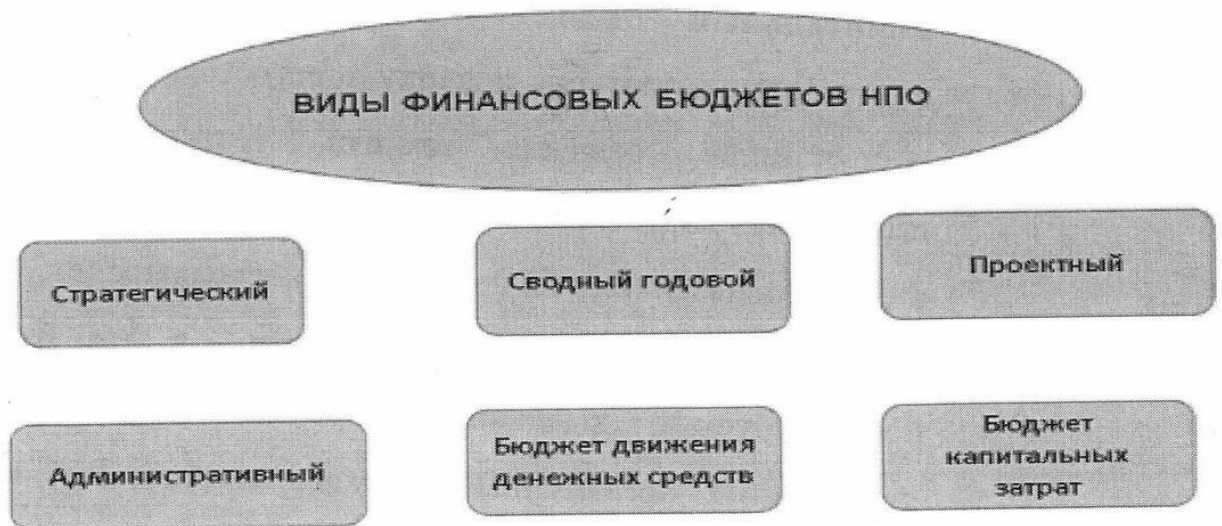 ВИДЫ ФИНАНСОВЫХ БЮДЖЕТОВ НПО
Стратегический
Сводный годовой
Проектный
Административный
Бюджет движения
денежных средств
Бюджет
капитальных
затрат